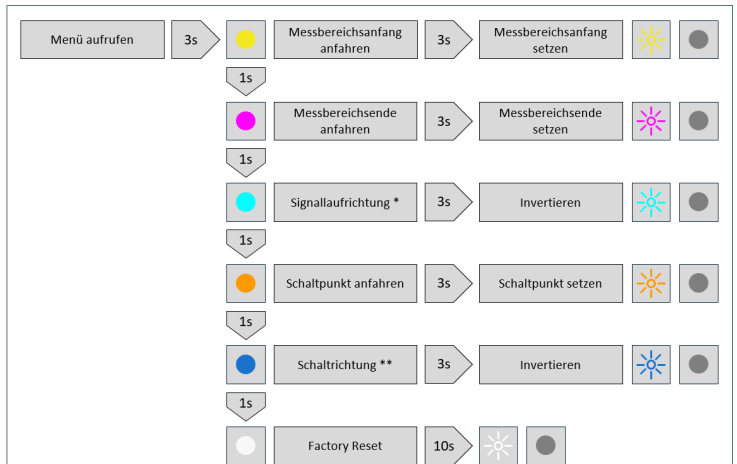 Menü aufrufen
3s
Messbereichsanfang
anfahren
3s
Messbereichsanfang
setzen
1s
Messbereichsende
anfahren
3s
Messbereichsende
setzen
1s
Signallaufrichtung *
3s
Invertieren
1s
Schaltpunkt anfahren
3s
Schaltpunkt setzen
1s
Schaltrichtung **
3s
Invertieren
1s
Factory Reset
10s